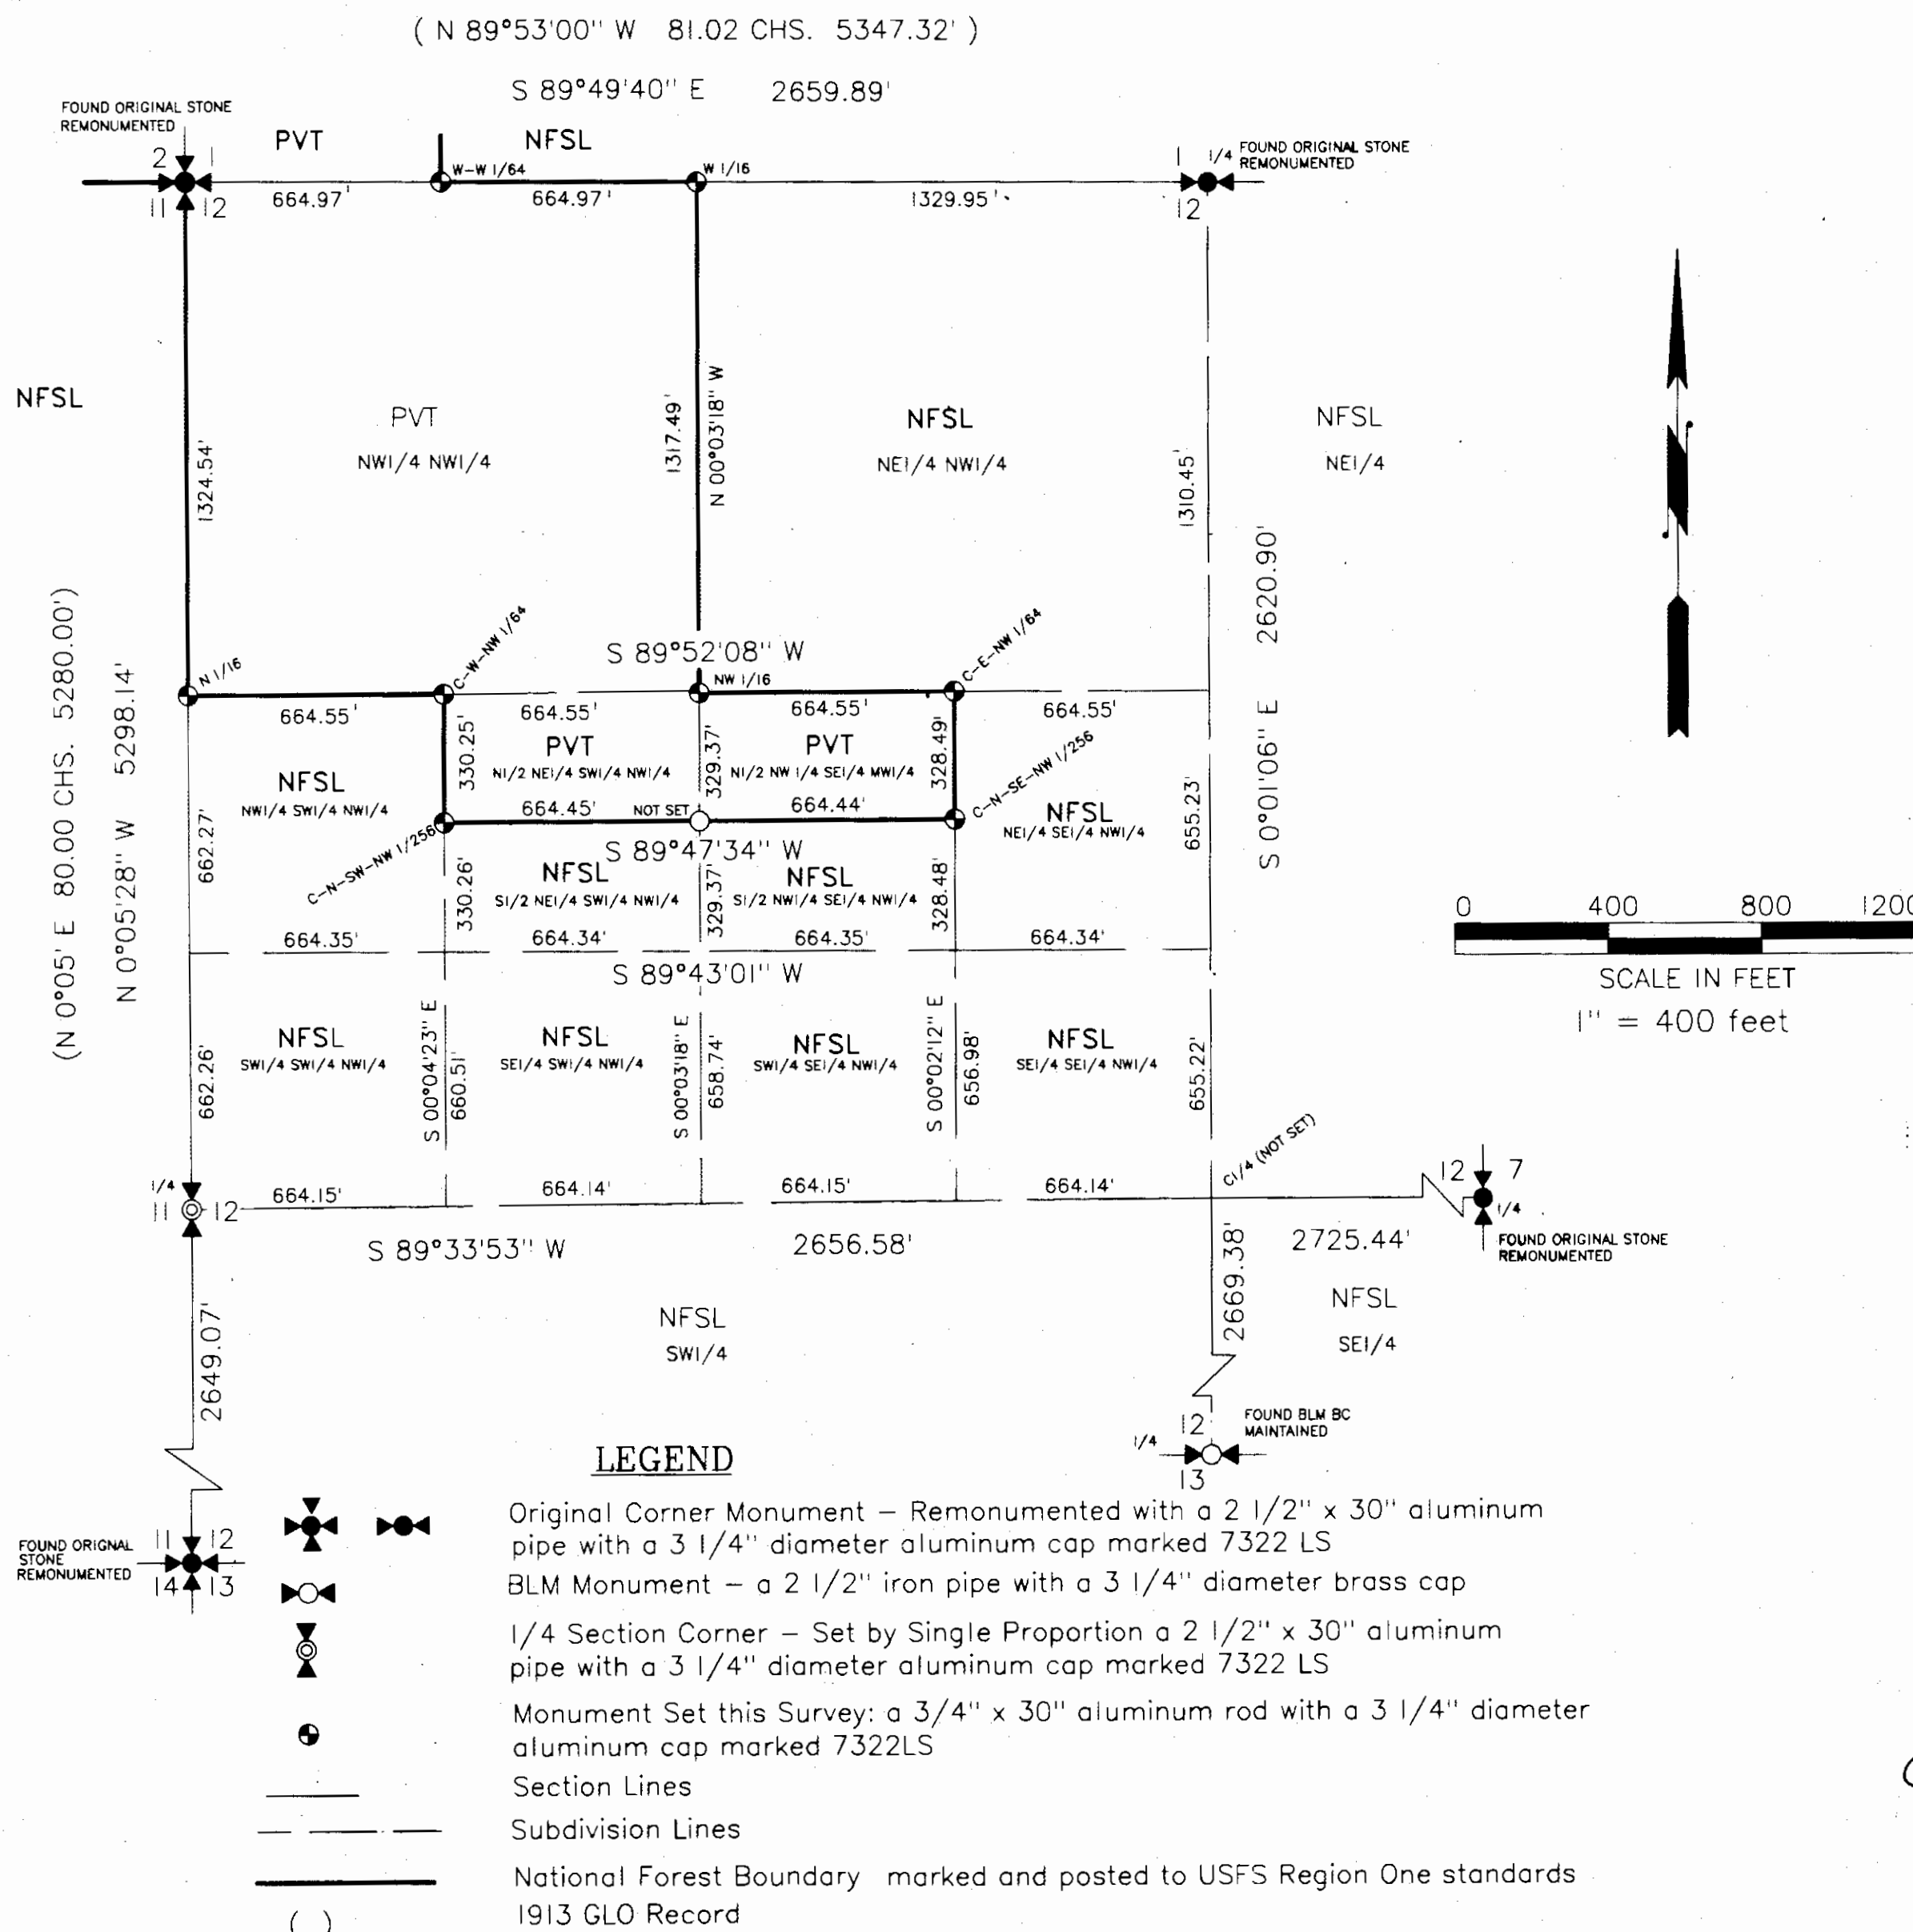 ( N 89°53'00" W 81.02 CHS. 5347.32' )
S 89°49'40" E 2659.89'
FOUND ORIGINAL STONE
REMONUMENTED
PVT
NFSL
FOUND ORIGINAL STONE
REMONUMENTED
2 1
W-W 1/64
W 1/16
1 1/4
11 12
664.97'
664.97'
1329.95'
12
NFSL
PVT
NW1/4 NW1/4
NFSL
NE1/4 NW1/4
NFSL
NE1/4
1324.54'
1317.49'
N 00°03'18" W
1310.45'
S 0°01'06" E 2620.90'
(N 0°05' E 80.00 CHS. 5280.00')
N 0°05'28" W 5298.14'
N 1/16
C-W-NW 1/64
S 89°52'08" W
NW 1/16
C-E-NW 1/64
664.55'
664.55'
664.55'
664.55'
330.25'
PVT
N1/2 NE1/4 SW1/4 NW1/4
329.37'
PVT
N1/2 NW 1/4 SE1/4 MW1/4
328.49'
C-N-SE-NW 1/256
NFSL
NW1/4 SW1/4 NW1/4
NFSL
NE1/4 SE1/4 NW1/4
662.27'
655.23'
664.45'
NOT SET
664.44'
C-N-SW-NW 1/256
S 89°47'34" W
330.26'
NFSL
S1/2 NE1/4 SW1/4 NW1/4
329.37'
NFSL
S1/2 NW1/4 SE1/4 NW1/4
328.48'
664.35'
664.34'
664.35'
664.34'
S 89°43'01" W
0 400 800 1200
SCALE IN FEET
1" = 400 feet
662.26'
NFSL
SW1/4 SW1/4 NW1/4
S 00°04'23" E
660.51'
NFSL
SE1/4 SW1/4 NW1/4
S 00°03'18" E
658.74'
NFSL
SW1/4 SE1/4 NW1/4
S 00°02'12" E
656.98'
NFSL
SE1/4 SE1/4 NW1/4
655.22'
C1/4 (NOT SET)
1/4
11 12
664.15'
664.14'
664.15'
664.14'
12 7
1/4
FOUND ORIGINAL STONE
REMONUMENTED
S 89°33'53" W 2656.58'
2725.44'
2649.07'
2669.38'
NFSL
SW1/4
NFSL
SE1/4
12
1/4
13
FOUND BLM BC
MAINTAINED
FOUND ORIGNAL
STONE
REMONUMENTED
11 12
14 13
LEGEND
Original Corner Monument – Remonumented with a 2 1/2" x 30" aluminum
pipe with a 3 1/4" diameter aluminum cap marked 7322 LS
BLM Monument – a 2 1/2" iron pipe with a 3 1/4" diameter brass cap
1/4 Section Corner – Set by Single Proportion a 2 1/2" x 30" aluminum
pipe with a 3 1/4" diameter aluminum cap marked 7322 LS
Monument Set this Survey: a 3/4" x 30" aluminum rod with a 3 1/4" diameter
aluminum cap marked 7322LS
Section Lines
Subdivision Lines
National Forest Boundary marked and posted to USFS Region One standards
( ) 1913 GLO Record